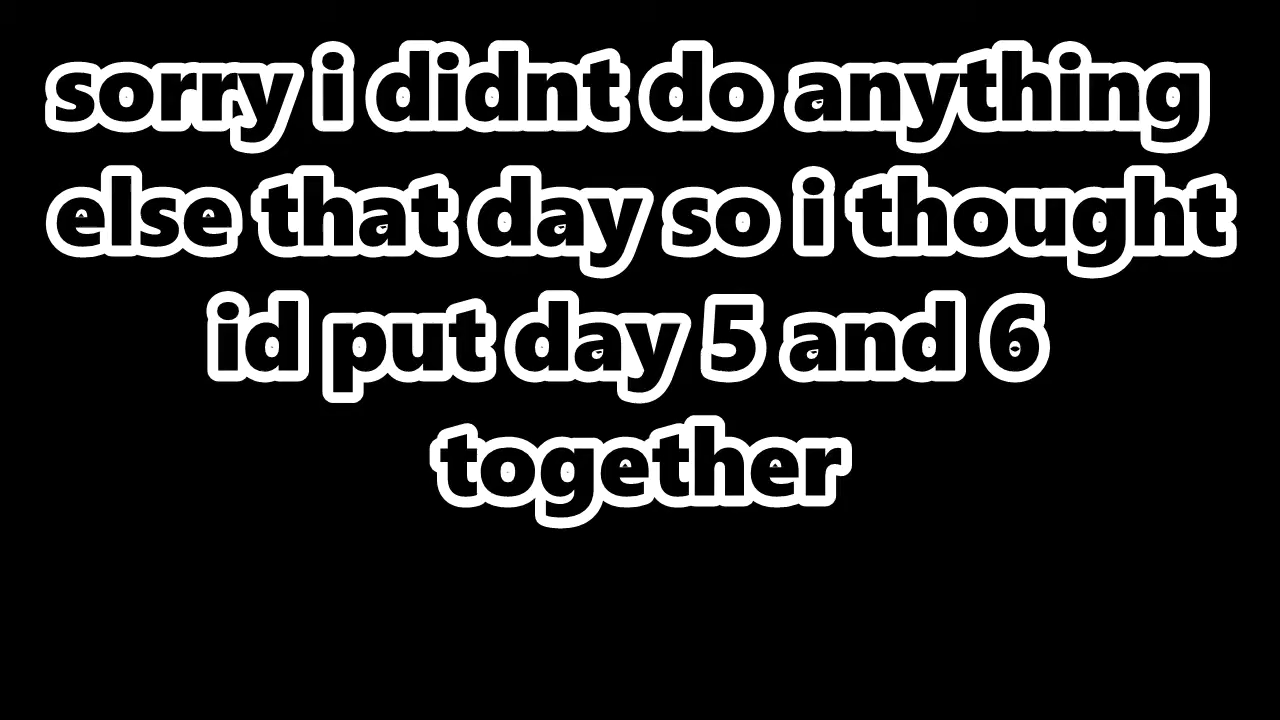 sorry i didnt do anything
else that day so i thought
id put day 5 and 6
together